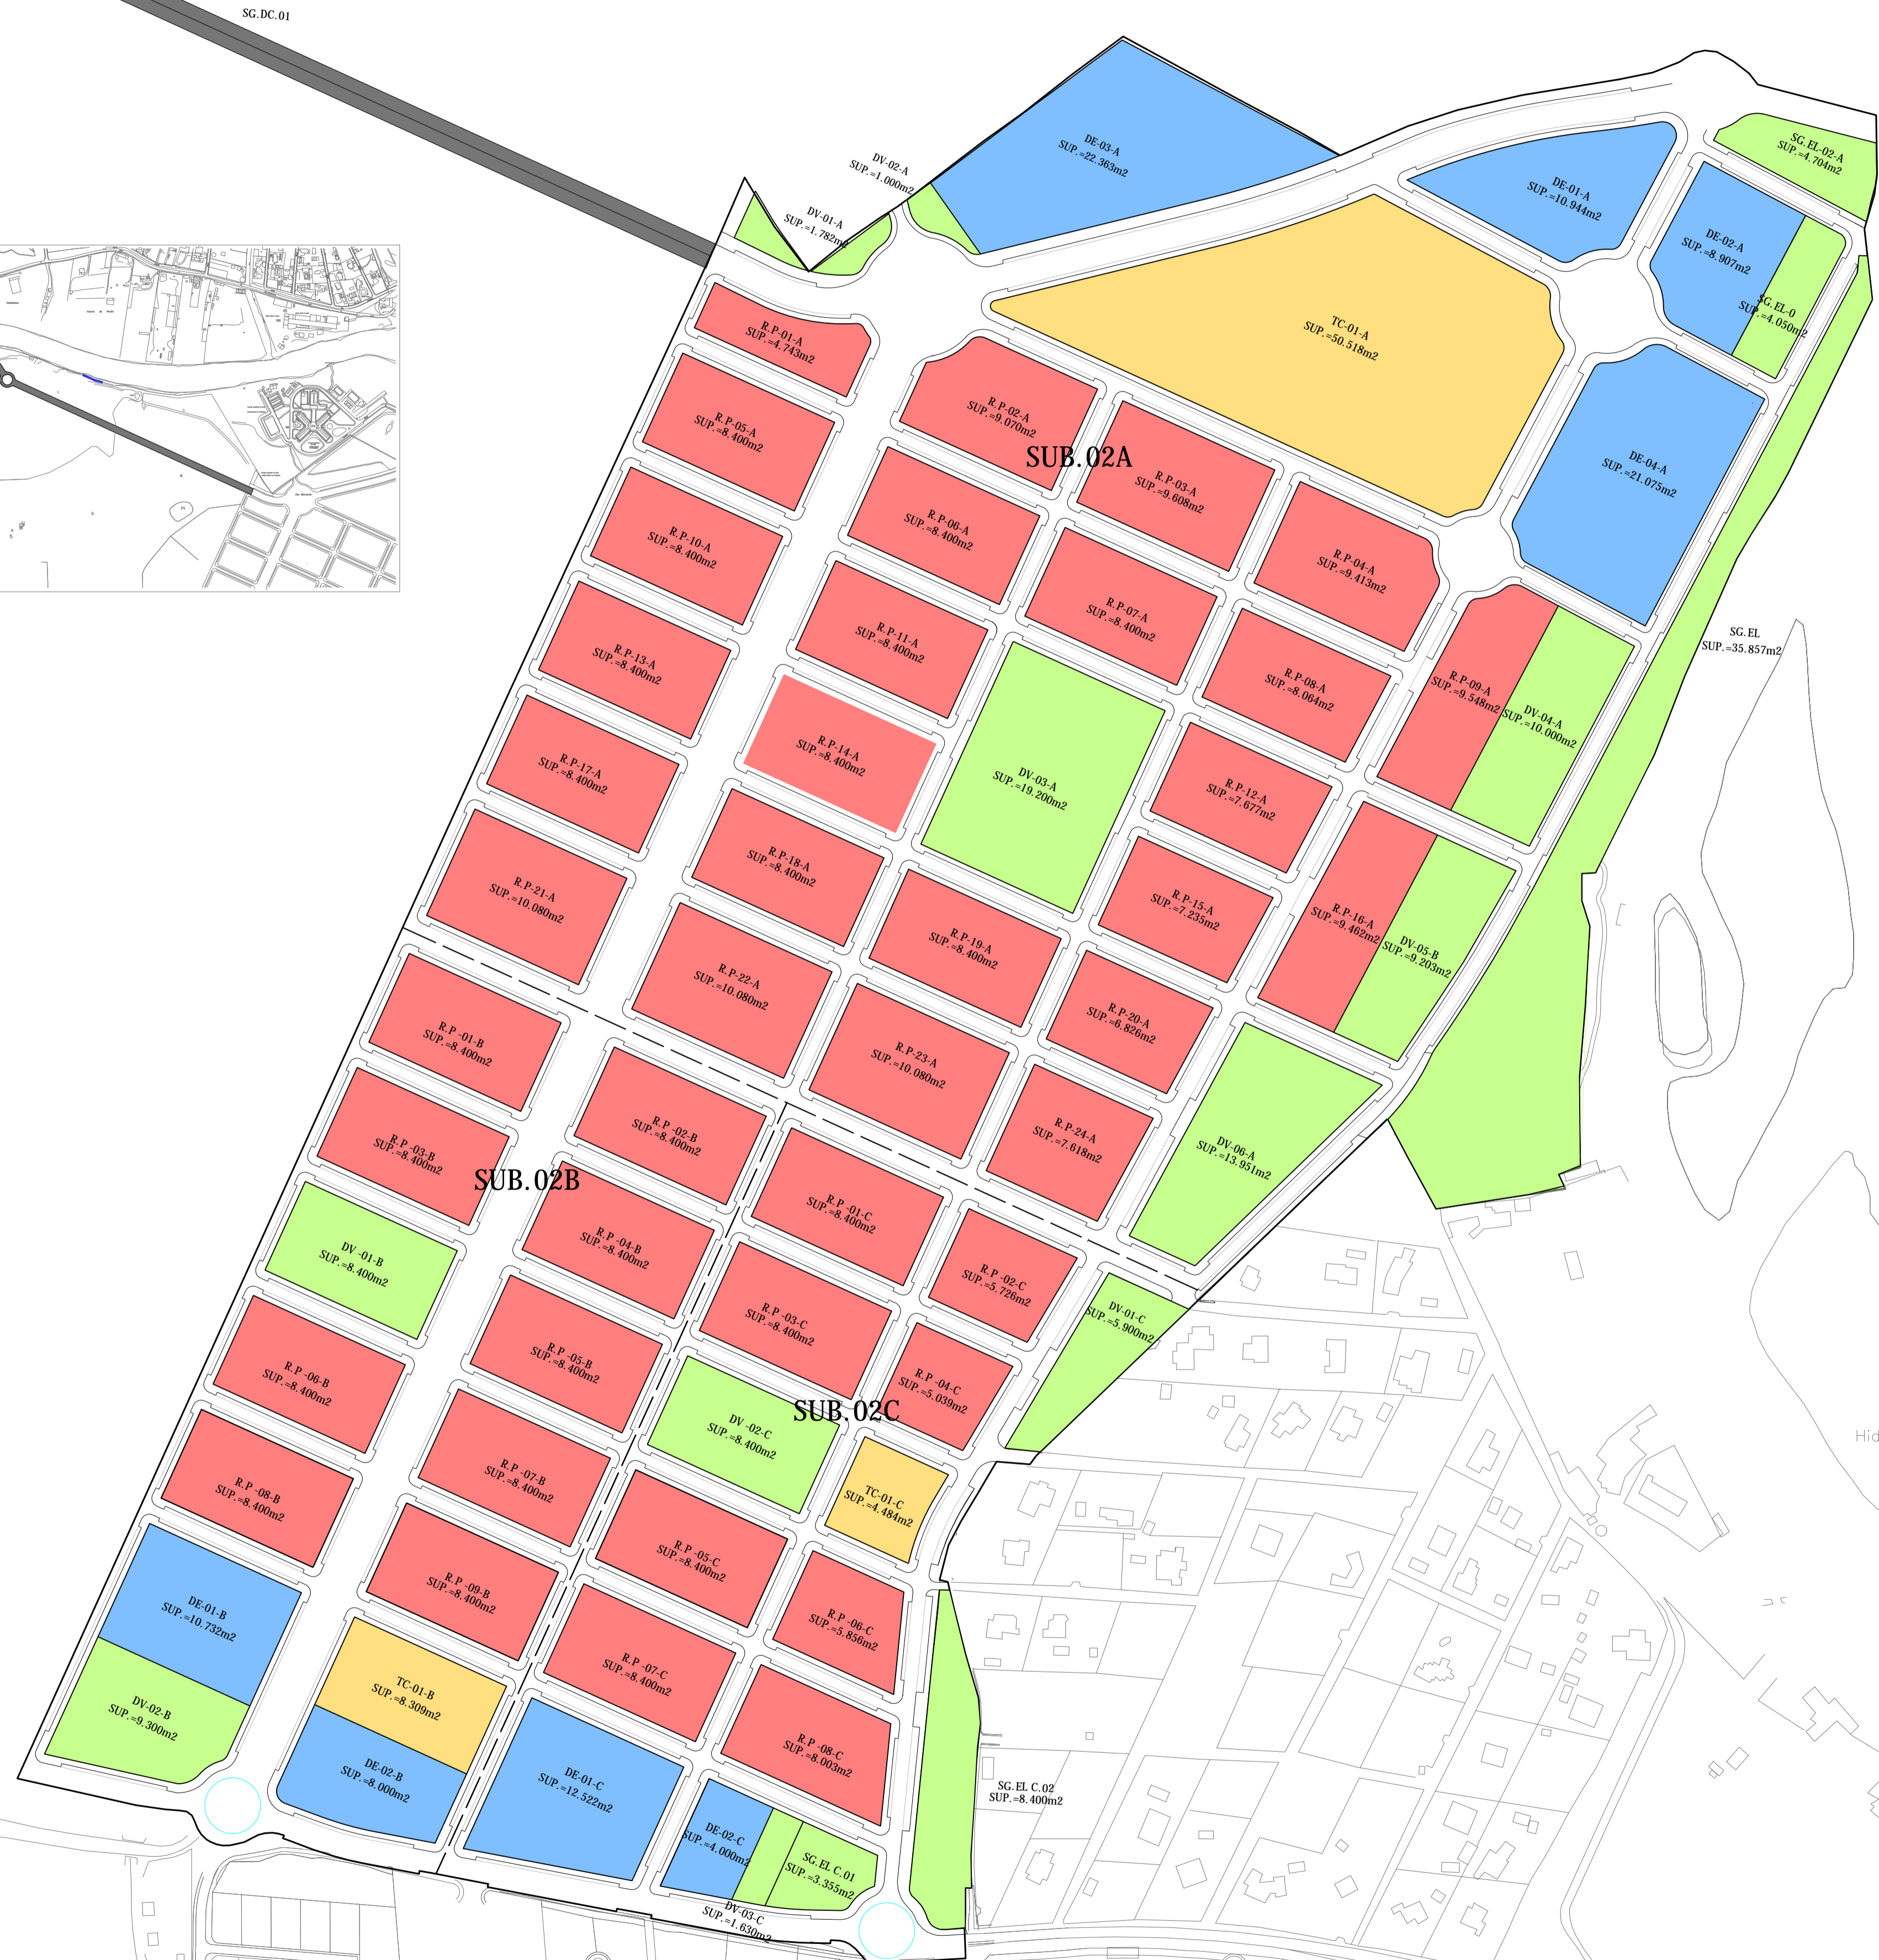 SG.DC.01
DE-03-A
SUP.=22.363m2
DV-02-A
SUP.=1.000m2
DV-01-A
SUP.=1.782m2
SG.EL-02-A
SUP.=4.704m2
DE-01-A
SUP.=10.944m2
DE-02-A
SUP.=8.907m2
SG.EL-0
SUP.=4.050m2
TC-01-A
SUP.=50.518m2
R.P-01-A
SUP.=4.743m2
R.P-05-A
SUP.=8.400m2
R.P-02-A
SUP.=9.070m2
SUB.02A
R.P-03-A
SUP.=9.608m2
DE-04-A
SUP.=21.075m2
R.P-10-A
SUP.=8.400m2
R.P-06-A
SUP.=8.400m2
R.P-04-A
SUP.=9.413m2
R.P-07-A
SUP.=8.400m2
R.P-13-A
SUP.=8.400m2
R.P-11-A
SUP.=8.400m2
SG.EL
SUP.=35.857m2
R.P-08-A
SUP.=8.064m2
R.P-09-A
SUP.=9.548m2
DV-04-A
SUP.=10.000m2
R.P-17-A
SUP.=8.400m2
R.P-14-A
SUP.=8.400m2
DV-03-A
SUP.=19.200m2
R.P-12-A
SUP.=7.677m2
R.P-21-A
SUP.=10.080m2
R.P-18-A
SUP.=8.400m2
R.P-15-A
SUP.=7.235m2
R.P-16-A
SUP.=9.462m2
DV-05-B
SUP.=9.203m2
R.P-19-A
SUP.=8.400m2
R.P-22-A
SUP.=10.080m2
R.P-20-A
SUP.=6.826m2
R.P -01-B
SUP.=8.400m2
R.P-23-A
SUP.=10.080m2
R.P -03-B
SUP.=8.400m2
R.P -02-B
SUP.=8.400m2
R.P-24-A
SUP.=7.618m2
DV-06-A
SUP.=13.951m2
SUB.02B
R.P -01-C
SUP.=8.400m2
DV -01-B
SUP.=8.400m2
R.P -04-B
SUP.=8.400m2
R.P -02-C
SUP.=5.726m2
DV-01-C
SUP.=5.900m2
R.P -03-C
SUP.=8.400m2
R.P -06-B
SUP.=8.400m2
R.P -05-B
SUP.=8.400m2
R.P -04-C
SUP.=5.039m2
SUB.02C
DV -02-C
SUP.=8.400m2
Hid
R.P -08-B
SUP.=8.400m2
R.P -07-B
SUP.=8.400m2
TC-01-C
SUP.=4.484m2
R.P -05-C
SUP.=8.400m2
DE-01-B
SUP.=10.732m2
R.P -09-B
SUP.=8.400m2
R.P -06-C
SUP.=5.856m2
R.P -07-C
SUP.=8.400m2
DV-02-B
SUP.=9.300m2
TC-01-B
SUP.=8.309m2
R.P -08-C
SUP.=8.003m2
DE-02-B
SUP.=8.000m2
DE-01-C
SUP.=12.522m2
SG.EL C.02
SUP.=8.400m2
DE-02-C
SUP.=4.000m2
SG.EL C.01
SUP.=3.355m2
DV-03-C
SUP.=1.630m2